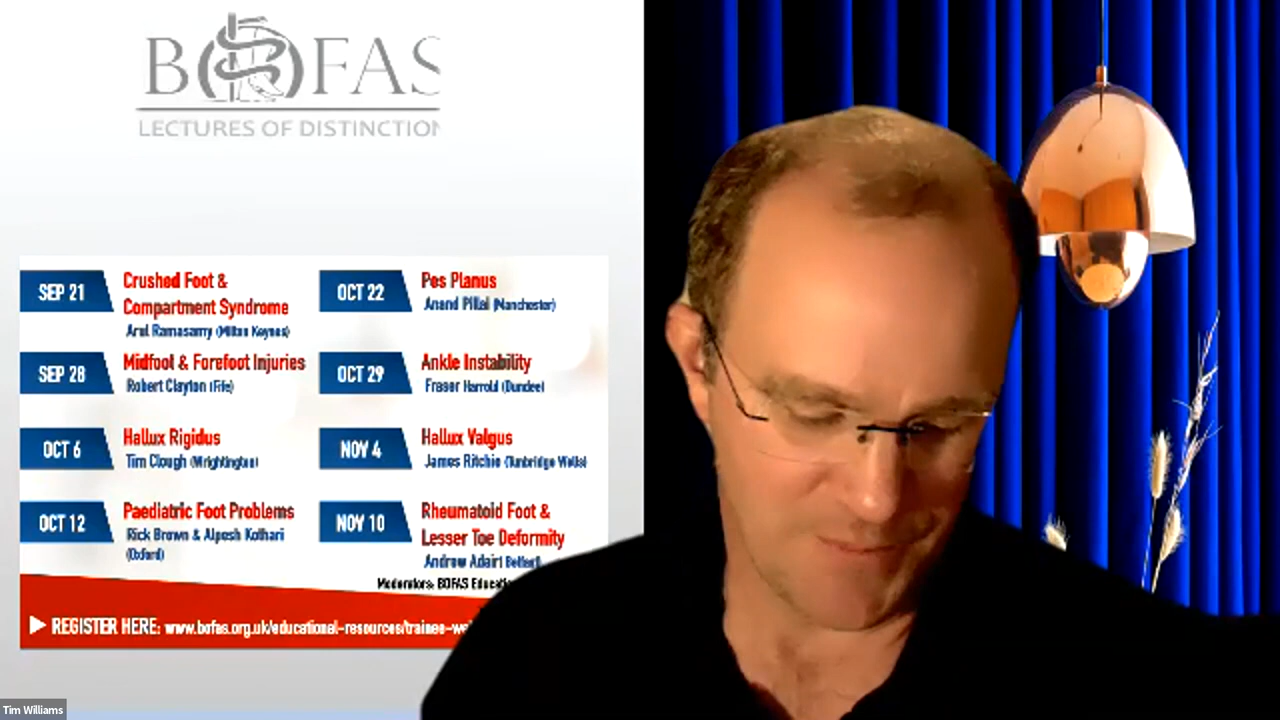 BOFAS
LECTURES OF DISTINCTION
SEP 21
Crushed Foot &
Compartment Syndrome
Arul Ramasamy (Milton Keynes)
SEP 28
Midfoot & Forefoot Injuries
Robert Clayton (Fife)
OCT 6
Hallux Rigidus
Tim Clough (Wrightington)
OCT 12
Paediatric Foot Problems
Rick Brown & Alpesh Kothari
(Oxford)
OCT 22
Pes Planus
Anand Pillai (Manchester)
OCT 29
Ankle Instability
Fraser Harrold (Dundee)
NOV 4
Hallux Valgus
James Ritchie (Tunbridge Wells)
NOV 10
Rheumatoid Foot &
Lesser Toe Deformity
Andrew Adair( Belfast)
Moderators: BOFAS Educatio
REGISTER HERE: www.bofas.org.uk/educational-resources/trainee-we
Tim Williams